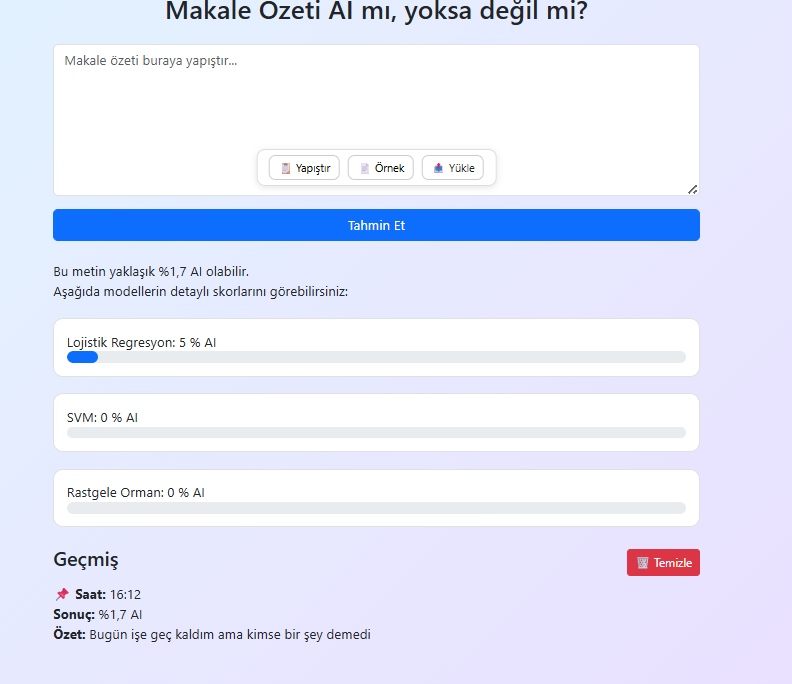 Makale Özeti AI mı, yoksa değil mi?
Makale özeti buraya yapıştır...
Yapıştır Örnek Yükle
Tahmin Et
Bu metin yaklaşık %1,7 AI olabilir.
Aşağıda modellerin detaylı skorlarını görebilirsiniz:
Lojistik Regresyon: 5 % AI
SVM: 0 % AI
Rastgele Orman: 0 % AI
Geçmiş
Temizle
Saat: 16:12
Sonuç: %1,7 AI
Özet: Bugün işe geç kaldım ama kimse bir şey demedi